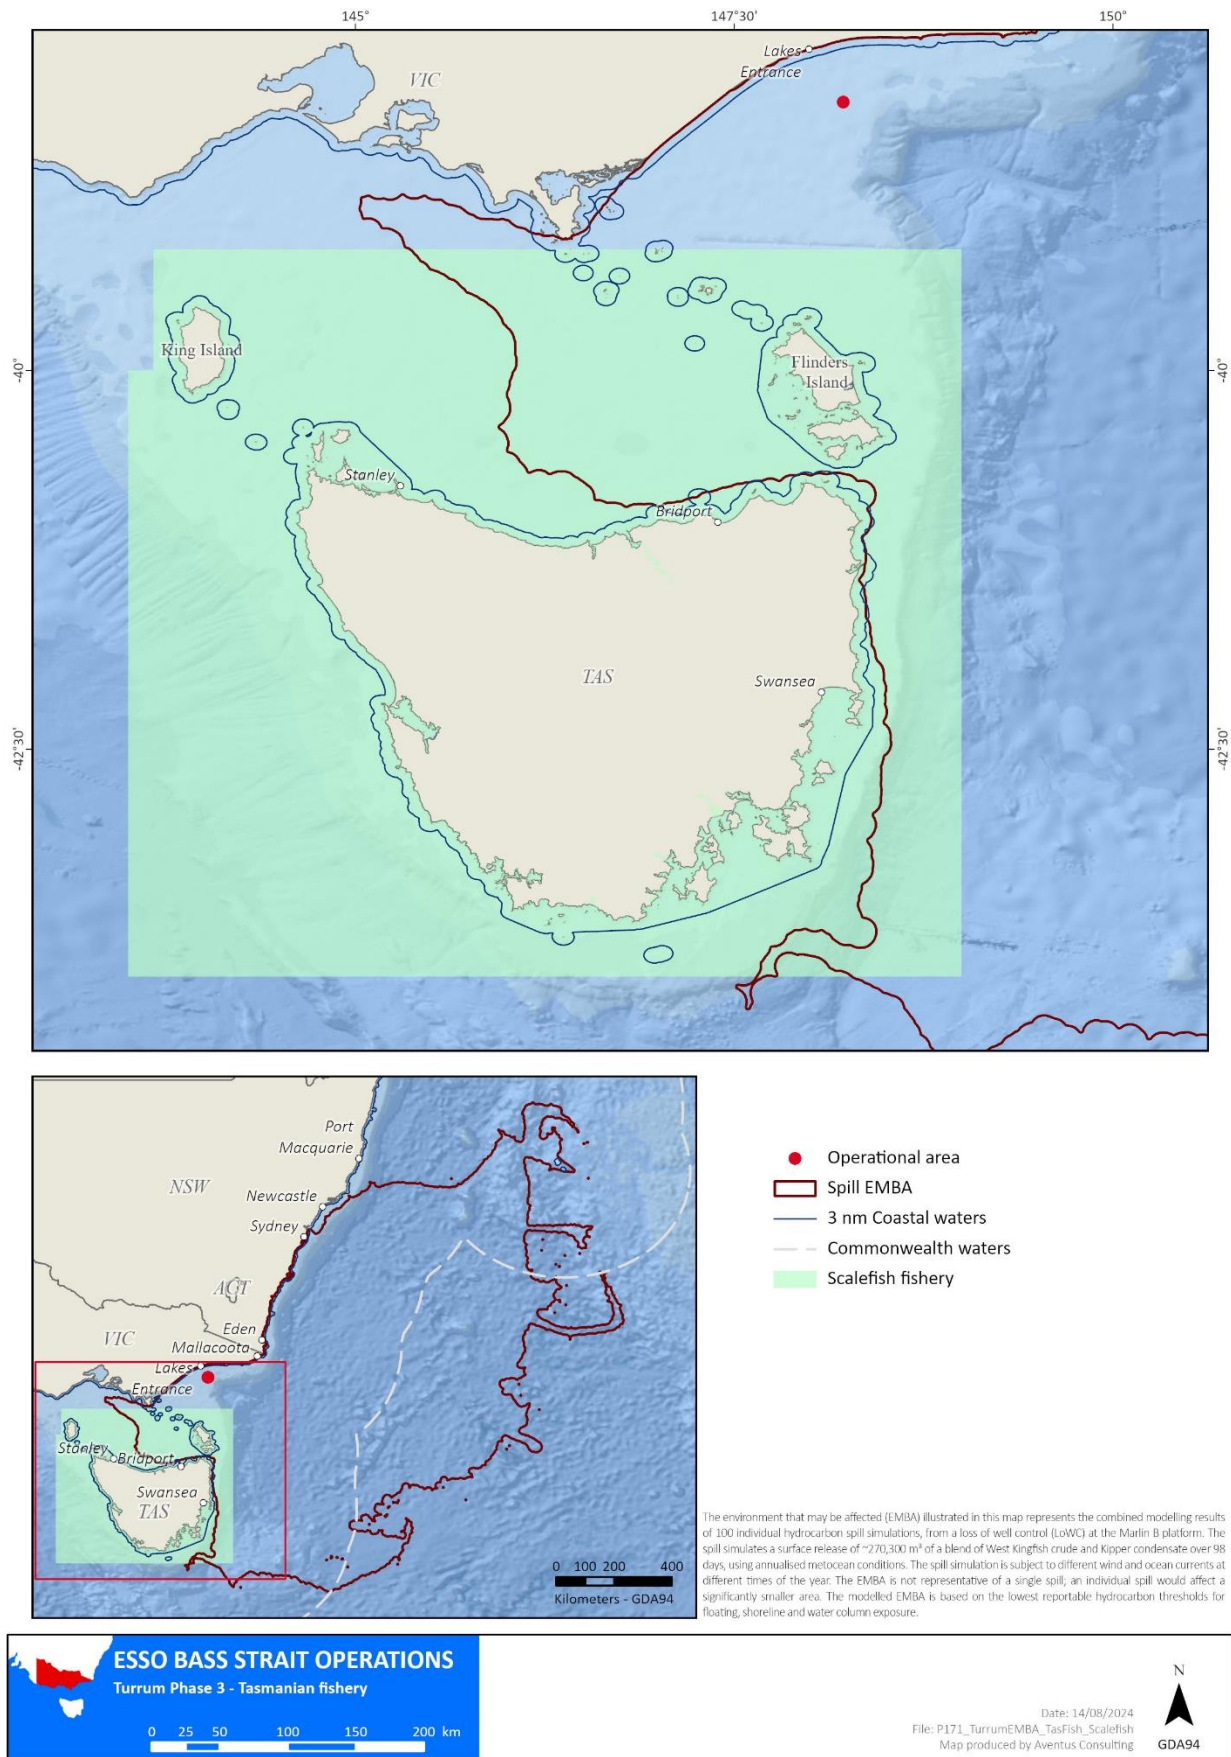 145°
147°30'
150°
Lakes
Entrance
VIC
King Island
-40°
Flinders
Island
-40°
Stanley
Bridport
TAS
Swansea
-42°30'
-42°30'
Port
Macquarie
NSW
Newcastle
Sydney
ACT
Eden
VIC
Mallacoota
Lakes
Entrance
Stanley
Bridport
Swansea
TAS
0 100 200 400
Kilometers - GDA94
Operational area
Spill EMBA
3 nm Coastal waters
Commonwealth waters
Scalefish fishery
The environment that may be affected (EMBA) illustrated in this map represents the combined modelling results
of 100 individual hydrocarbon spill simulations, from a loss of well control (LoWC) at the Marlin B platform. The
spill simulates a surface release of ~270,300 m³ of a blend of West Kingfish crude and Kipper condensate over 98
days, using annualised metocean conditions. The spill simulation is subject to different wind and ocean currents at
different times of the year. The EMBA is not representative of a single spill; an individual spill would affect a
significantly smaller area. The modelled EMBA is based on the lowest reportable hydrocarbon thresholds for
floating, shoreline and water column exposure.
ESSO BASS STRAIT OPERATIONS
Turrum Phase 3 - Tasmanian fishery
0 25 50 100 150 200 km
Date: 14/08/2024
File: P171_TurrumEMBA_TasFish_Scalefish
Map produced by Aventus Consulting
N
GDA94